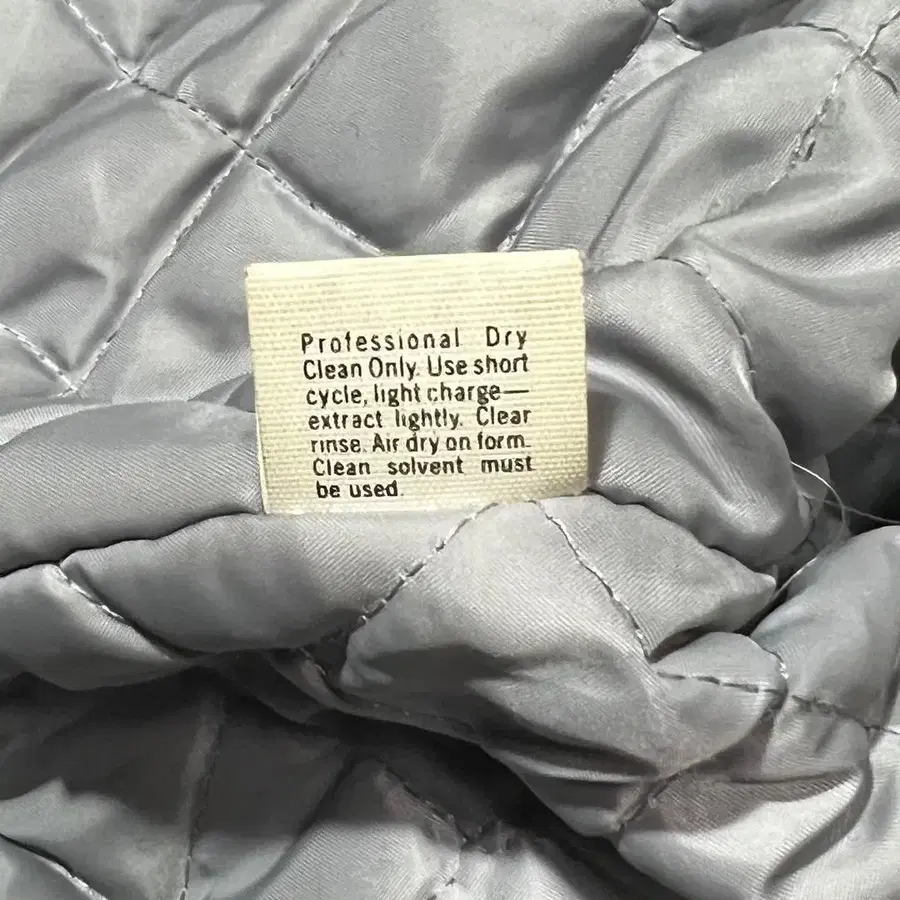 Professional Dry
Clean Only. Use short
cycle, light charge—
extract lightly. Clear
rinse. Air dry on form.
Clean solvent must
be used.